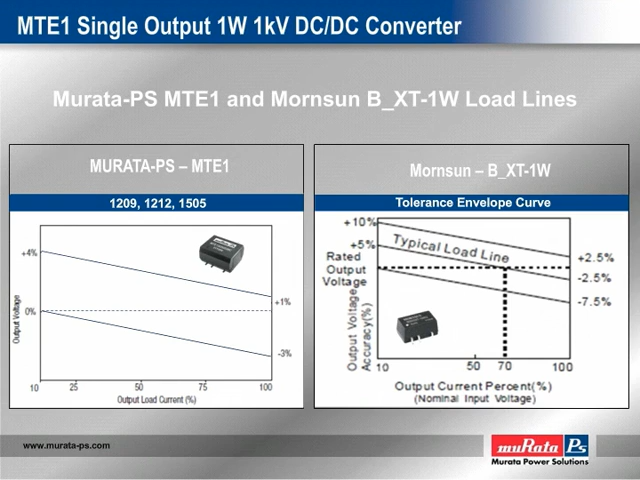 MTE1 Single Output 1W 1kV DC/DC Converter
Murata-PS MTE1 and Mornsun B_XT-1W Load Lines
MURATA-PS – MTE1
1209, 1212, 1505
+4%
0%
+1%
-3%
Output Voltage
10 25 50 75 100
Output Load Current (%)
Mornsun – B_XT-1W
Tolerance Envelope Curve
+10%
+5%
Rated
Output
Voltage
Typical Load Line
+2.5%
-2.5%
-7.5%
Output Voltage
Accuracy(%)
10 50 70 100
Output Current Percent(%)
(Nominal Input Voltage)
www.murata-ps.com
muRata Ps
Murata Power Solutions